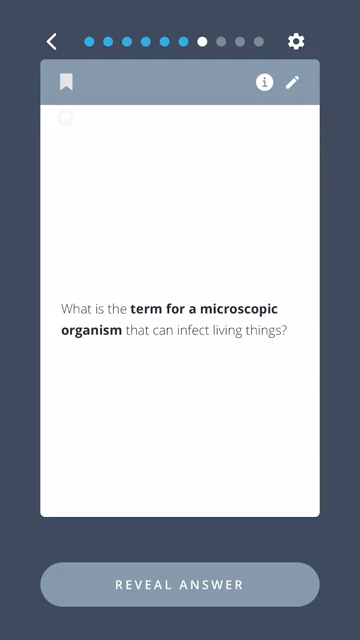 Q
What is the term for a microscopic
organism that can infect living things?
REVEAL ANSWER